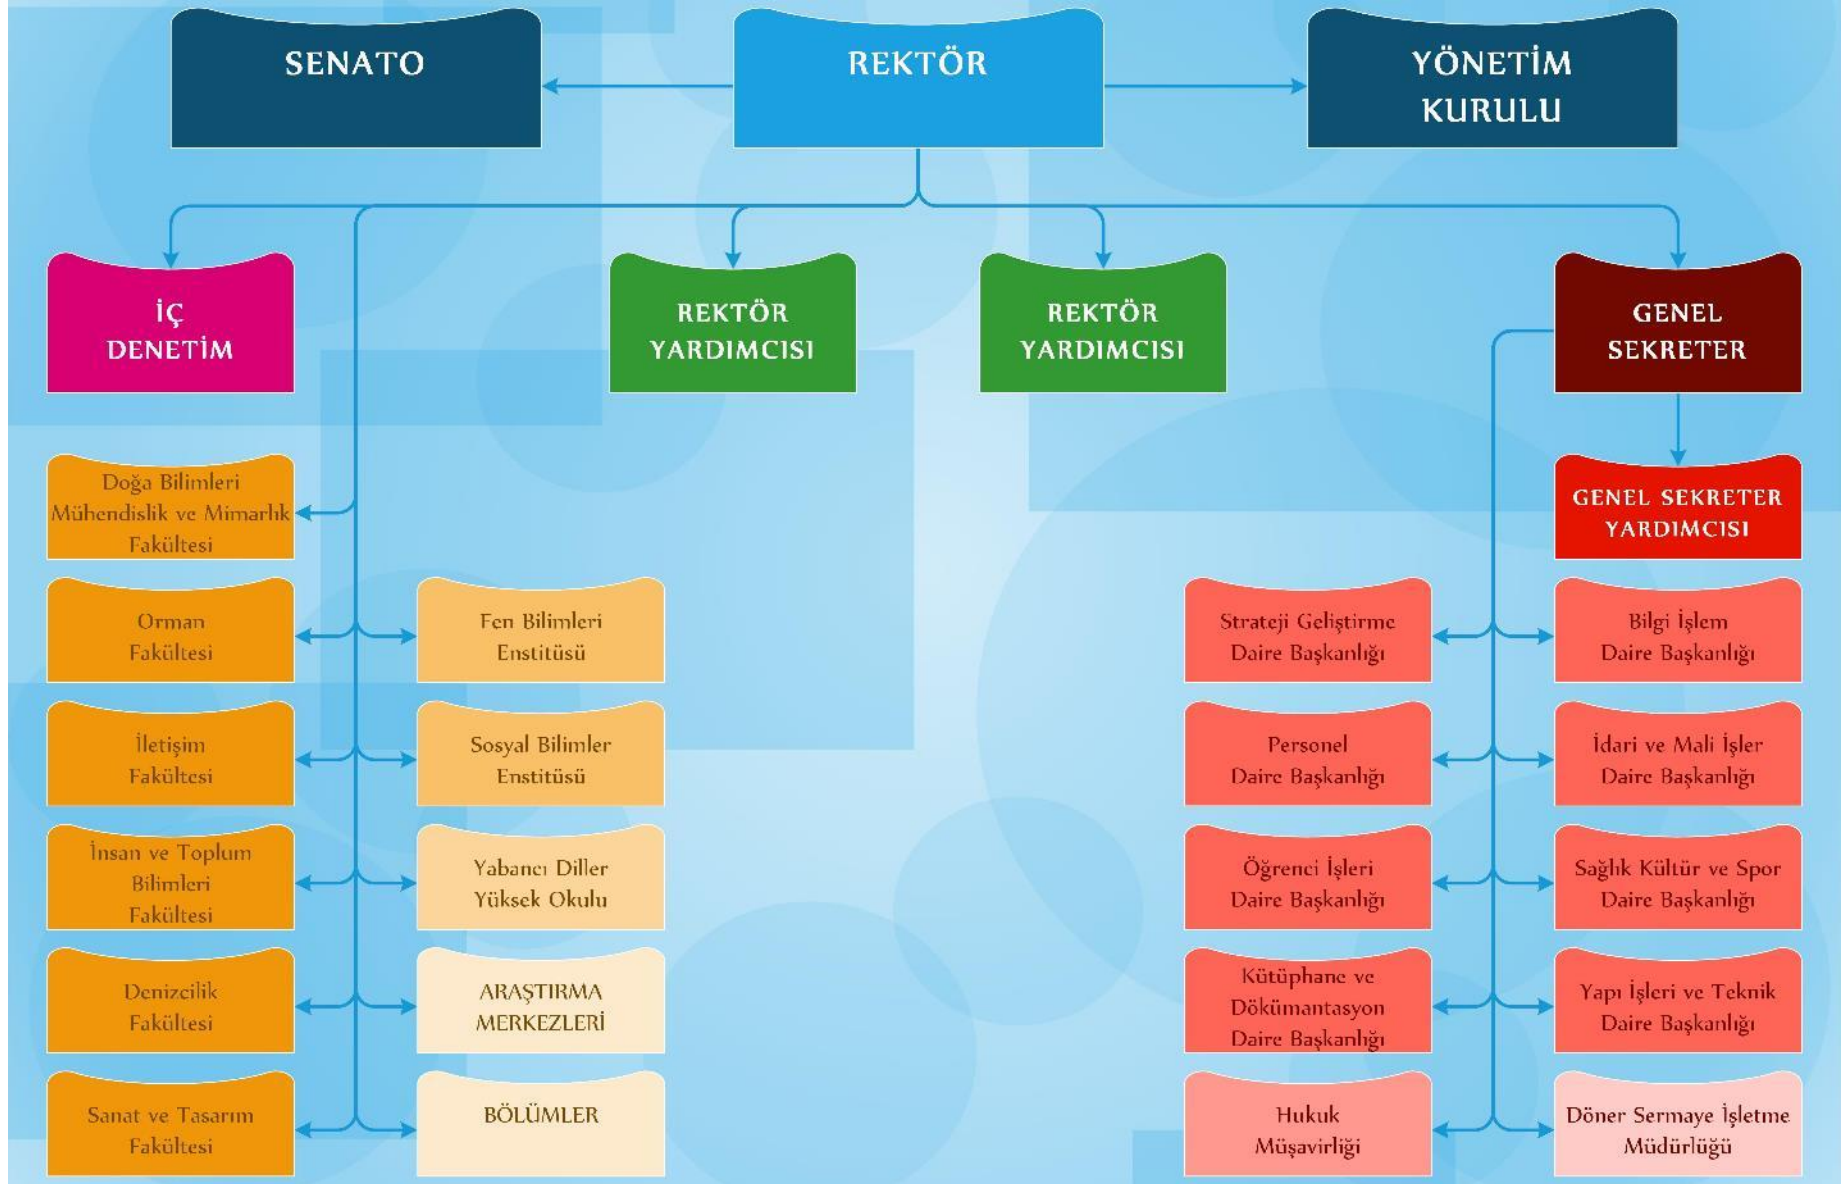 SENATO
REKTÖR
YÖNETİM
KURULU
İÇ
DENETİM
REKTÖR
YARDIMCISI
REKTÖR
YARDIMCISI
GENEL
SEKRETER
Doğa Bilimleri
Mühendislik ve Mimarlık
Fakültesi
GENEL SEKRETER
YARDIMCISI
Orman
Fakültesi
Fen Bilimleri
Enstitüsü
Strateji Geliştirme
Daire Başkanlığı
Bilgi İşlem
Daire Başkanlığı
İletişim
Fakültesi
Sosyal Bilimler
Enstitüsü
Personel
Daire Başkanlığı
İdari ve Mali İşler
Daire Başkanlığı
İnsan ve Toplum
Bilimleri
Fakültesi
Yabancı Diller
Yüksek Okulu
Öğrenci İşleri
Daire Başkanlığı
Sağlık Kültür ve Spor
Daire Başkanlığı
Denizcilik
Fakültesi
ARAŞTIRMA
MERKEZLERİ
Kütüphane ve
Dökümantasyon
Daire Başkanlığı
Yapı İşleri ve Teknik
Daire Başkanlığı
Sanat ve Tasarım
Fakültesi
BÖLÜMLER
Hukuk
Müşavirliği
Döner Sermaye İşletme
Müdürlüğü